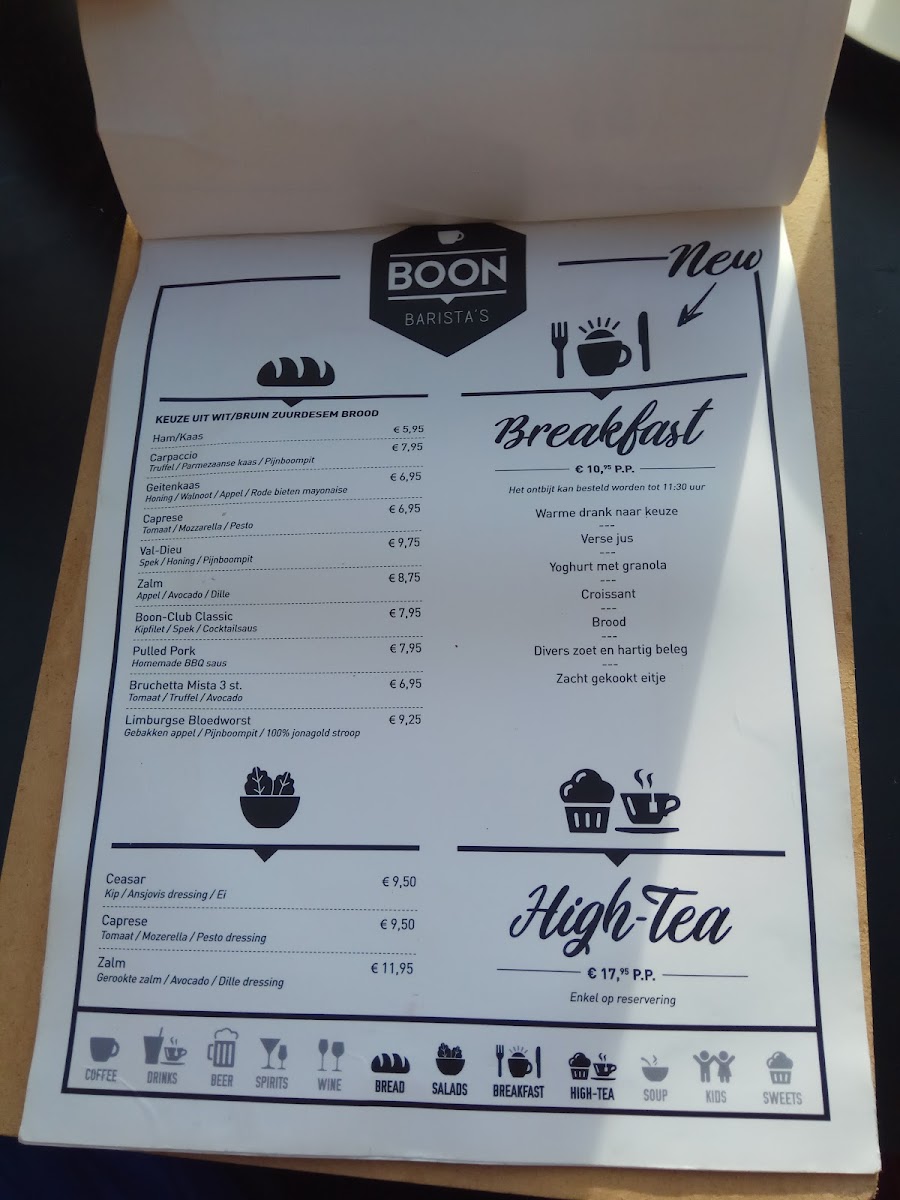 BOON
BARISTA'S
New
KEUZE UIT WIT/BRUIN ZUURDESEM BROOD
Ham/Kaas € 5,95
Carpaccio € 7,95
Truffel / Parmezaanse kaas / Pijnboompit
Geitenkaas € 6,95
Honing / Walnoot / Appel / Rode bieten mayonaise
Caprese € 6,95
Tomaat / Mozzarella / Pesto
Val-Dieu € 9,75
Spek / Honing / Pijnboompit
Zalm € 8,75
Appel / Avocado / Dille
Boon-Club Classic € 7,95
Kipfilet / Spek / Cocktailsaus
Pulled Pork € 7,95
Homemade BBQ saus
Bruchetta Mista 3 st. € 6,95
Tomaat / Truffel / Avocado
Limburgse Bloedworst € 9,25
Gebakken appel / Pijnboompit / 100% jonagold stroop
Ceasar € 9,50
Kip / Ansjovis dressing / Ei
Caprese € 9,50
Tomaat / Mozerella / Pesto dressing
Zalm € 11,95
Gerookte zalm / Avocado / Dille dressing
Breakfast
€ 10,95 P.P.
Het ontbijt kan besteld worden tot 11:30 uur
Warme drank naar keuze
---
Verse jus
---
Yoghurt met granola
---
Croissant
---
Brood
---
Divers zoet en hartig beleg
---
Zacht gekookt eitje
High-Tea
€ 17,95 P.P.
Enkel op reservering
COFFEE DRINKS BEER SPIRITS WINE BREAD SALADS BREAKFAST HIGH-TEA SOUP KIDS SWEETS